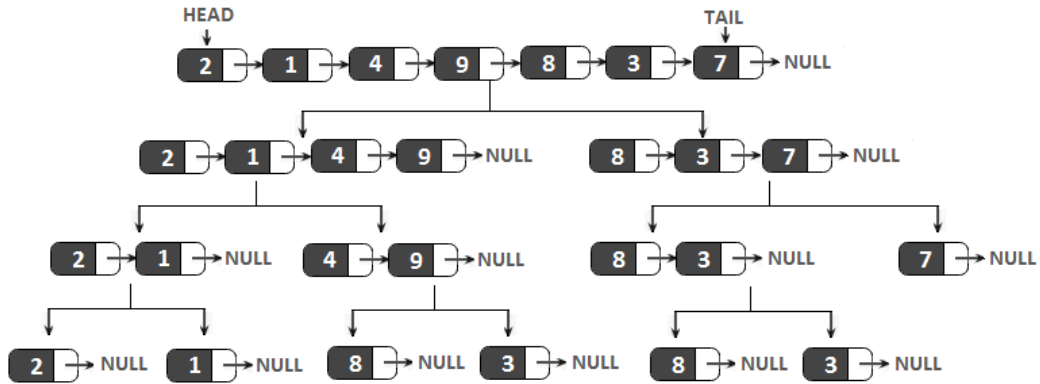 HEAD TAIL
2 1 4 9 8 3 7 NULL
2 1 4 9 NULL 8 3 7 NULL
2 1 NULL 4 9 NULL 8 3 NULL 7 NULL
2 NULL 1 NULL 8 NULL 3 NULL 8 NULL 3 NULL